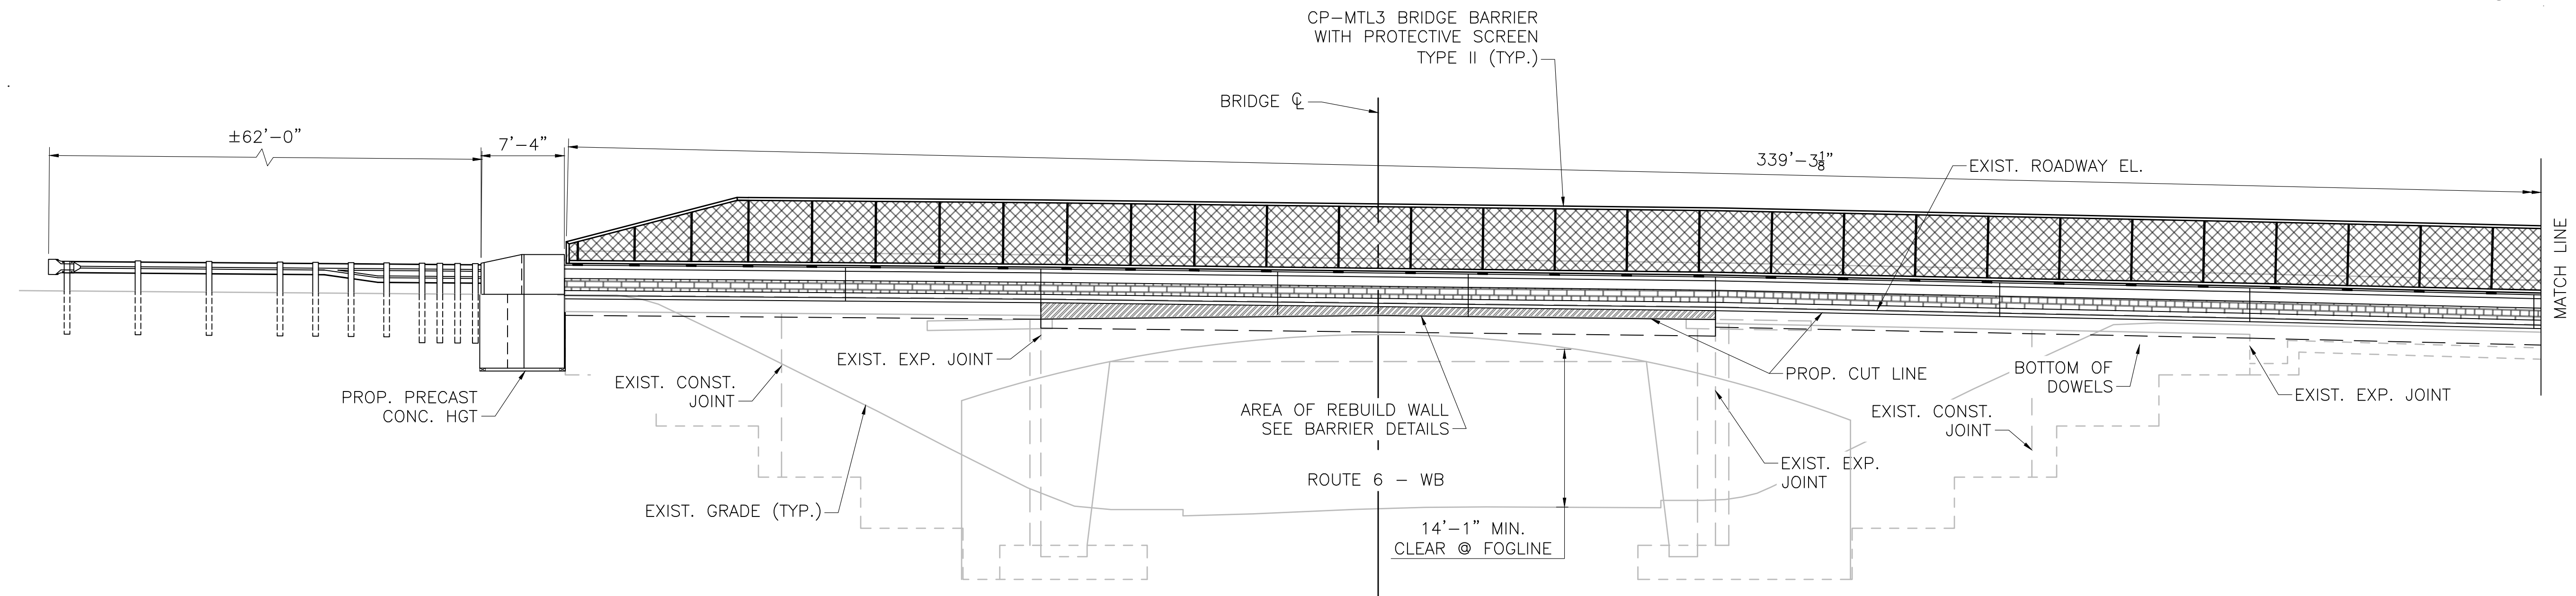 CP-MTL3 BRIDGE BARRIER
WITH PROTECTIVE SCREEN
TYPE II (TYP.)
BRIDGE ℄
±62'-0"
7'-4"
339'-3⅛"
EXIST. ROADWAY EL.
MATCH LINE
EXIST. EXP. JOINT
PROP. PRECAST
CONC. HGT
EXIST. CONST.
JOINT
AREA OF REBUILD WALL
SEE BARRIER DETAILS
PROP. CUT LINE
BOTTOM OF
DOWELS
EXIST. EXP. JOINT
EXIST. CONST.
JOINT
EXIST. EXP.
JOINT
ROUTE 6 - WB
EXIST. GRADE (TYP.)
14'-1" MIN.
CLEAR @ FOGLINE